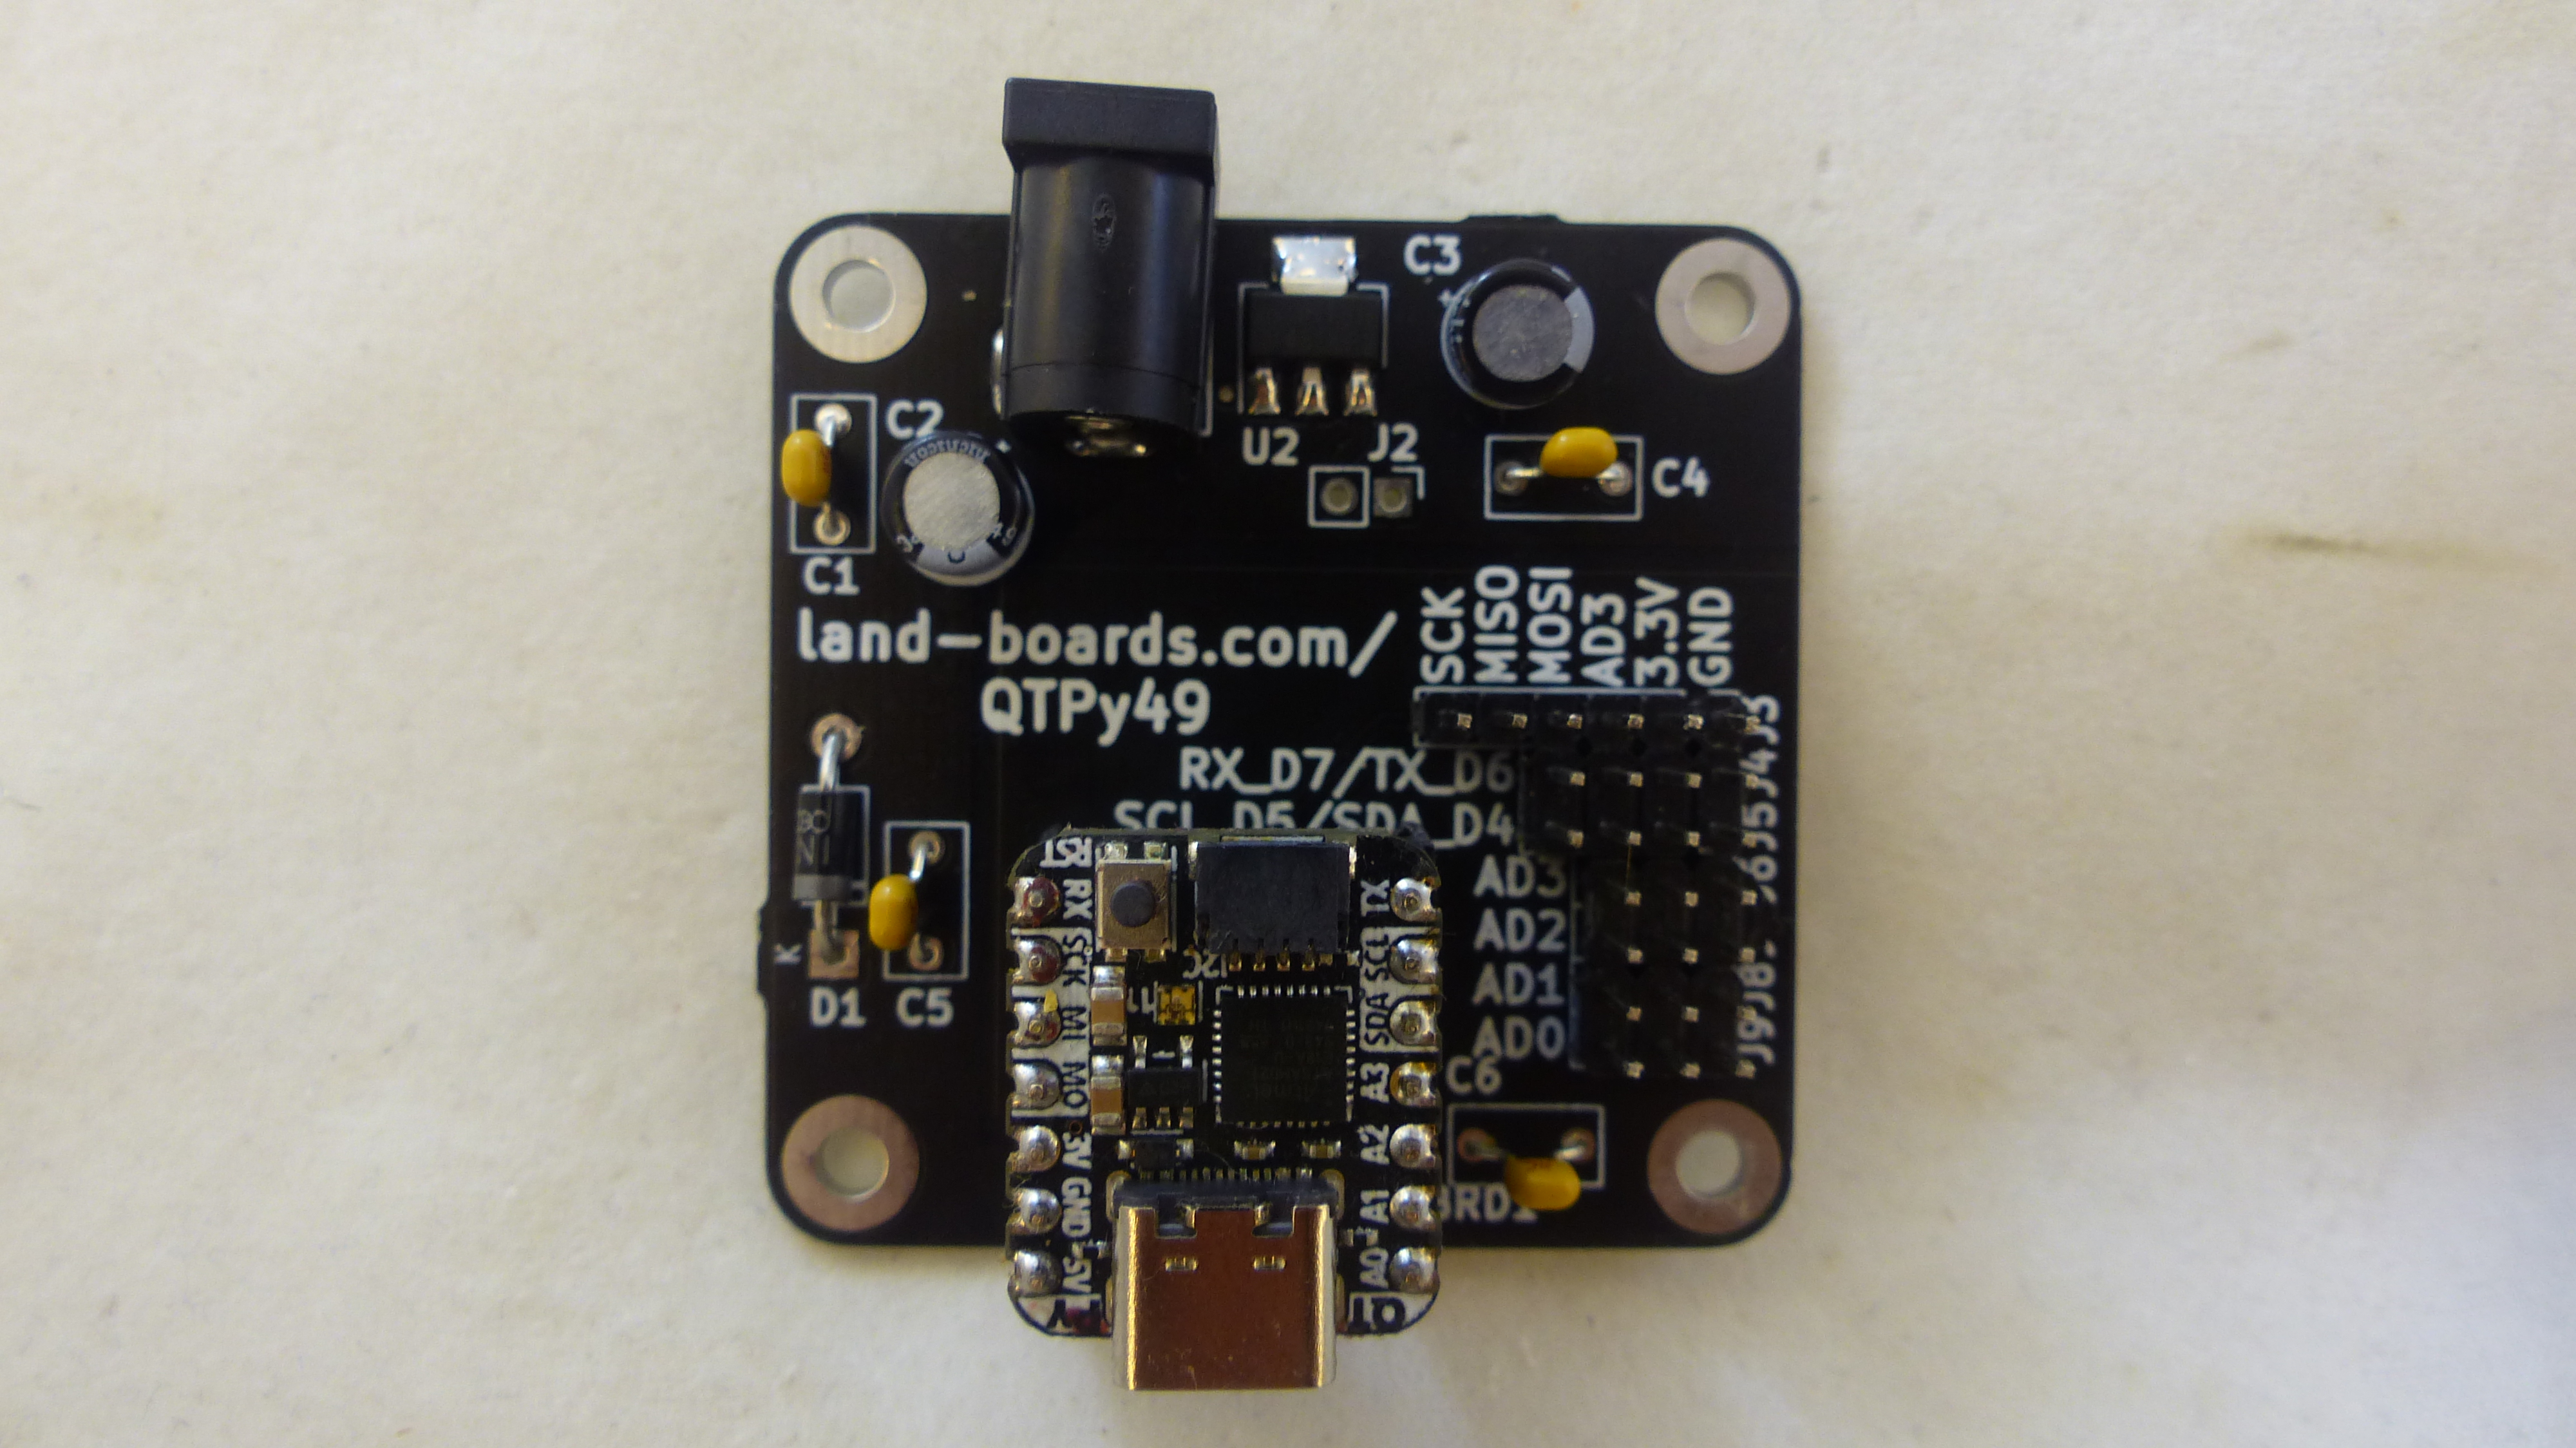 C3
C2
U2
J2
C4
C1
SCK
MISO
MOSI
AD3
3.3V
GND
land-boards.com/
QTPy49
J3
RX_D7/TX_D6
J4
SCL_D5/SDA_D4
J5
AD3
AD2
AD1
J8
AD0
J9
K
D1
C5
C6
RST
RX
SCK
MI
MO
3V
GND
5V
I2C
TX
SCL
SDA
A3
A2
A1
A0
QT